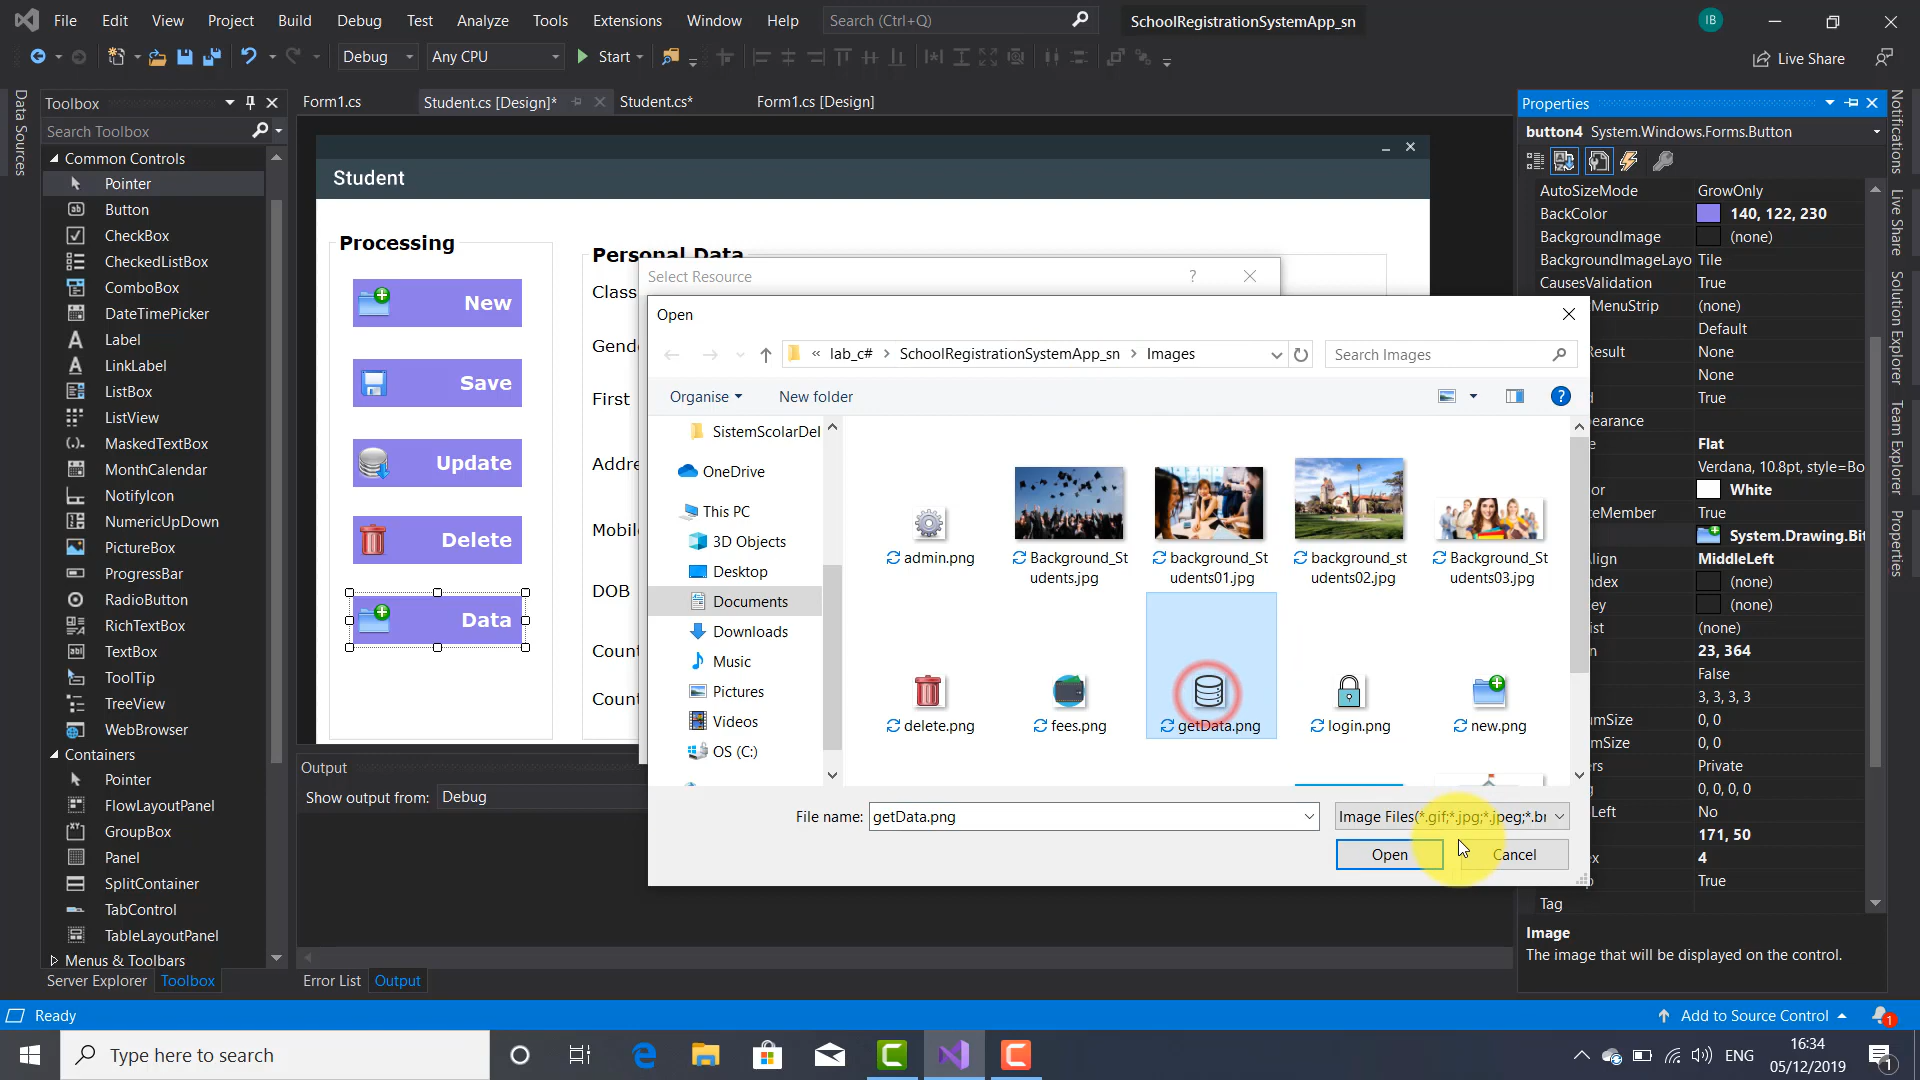 File Edit View Project Build Debug Test Analyze Tools Extensions Window Help Search (Ctrl+Q) SchoolRegistrationSystemApp_sn IB
Debug Any CPU Start Live Share
Data Sources
Toolbox
Search Toolbox
Common Controls
Pointer
Button
CheckBox
CheckedListBox
ComboBox
DateTimePicker
Label
LinkLabel
ListBox
ListView
MaskedTextBox
MonthCalendar
NotifyIcon
NumericUpDown
PictureBox
ProgressBar
RadioButton
RichTextBox
TextBox
ToolTip
TreeView
WebBrowser
Containers
Pointer
FlowLayoutPanel
GroupBox
Panel
SplitContainer
TabControl
TableLayoutPanel
Menus & Toolbars
Server Explorer Toolbox
Form1.cs Student.cs [Design]* Student.cs* Form1.cs [Design]
Student
Processing
New
Save
Update
Delete
Data
Personal Data
Class
Gend
First
Addre
Mobil
DOB
Count
Count
Select Resource ?
Open
« lab_c# > SchoolRegistrationSystemApp_sn > Images
Search Images
Organise New folder
SistemScolarDel
OneDrive
This PC
3D Objects
Desktop
Documents
Downloads
Music
Pictures
Videos
OS (C:)
admin.png
Background_St
udents.jpg
background_St
udents01.jpg
background_st
udents02.jpg
Background_St
udents03.jpg
delete.png
fees.png
getData.png
login.png
new.png
File name: getData.png
Image Files(*.gif;*.jpg;*.jpeg;*.br
Open Cancel
Output
Show output from: Debug
Error List Output
Properties
button4 System.Windows.Forms.Button
AutoSizeMode GrowOnly
BackColor 140, 122, 230
BackgroundImage (none)
BackgroundImageLayo Tile
CausesValidation True
MenuStrip (none)
Default
Result None
None
d True
pearance
e Flat
Verdana, 10.8pt, style=Bo
or White
teMember True
System.Drawing.Bit
lign MiddleLeft
ndex (none)
ey (none)
ist (none)
n 23, 364
False
3, 3, 3, 3
umSize 0, 0
mSize 0, 0
ers Private
g 0, 0, 0, 0
Left No
171, 50
ex 4
p True
Tag
Image
The image that will be displayed on the control.
Notifications
Live Share
Solution Explorer
Team Explorer
Properties
Ready Add to Source Control 1
Type here to search
ENG
16:34
05/12/2019
1